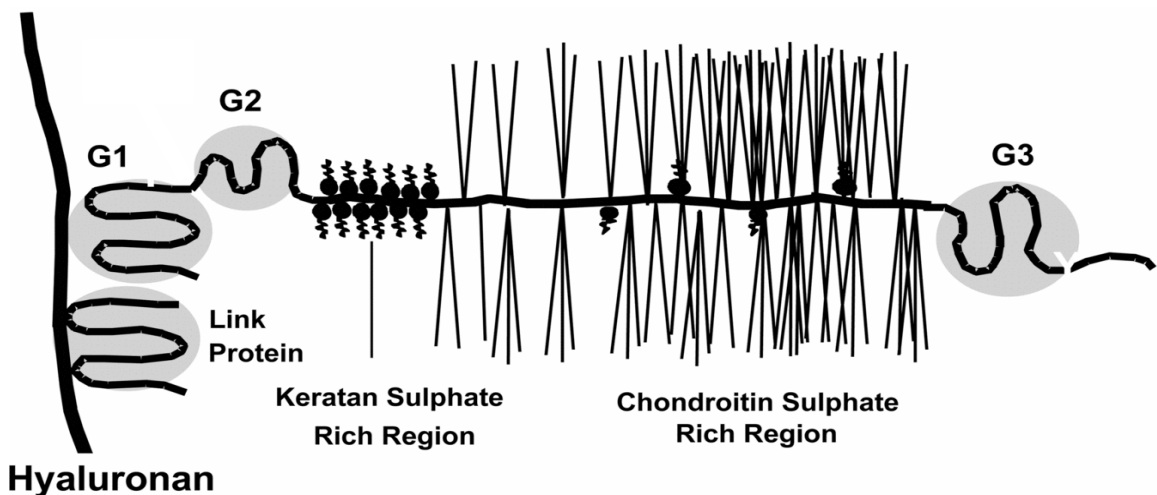 G2
G1
G3
Link
Protein
Keratan Sulphate
Rich Region
Chondroitin Sulphate
Rich Region
Hyaluronan